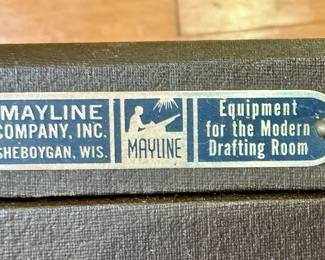 MAYLINE
COMPANY, INC.
SHEBOYGAN, WIS.
MAYLINE
Equipment
for the Modern
Drafting Room